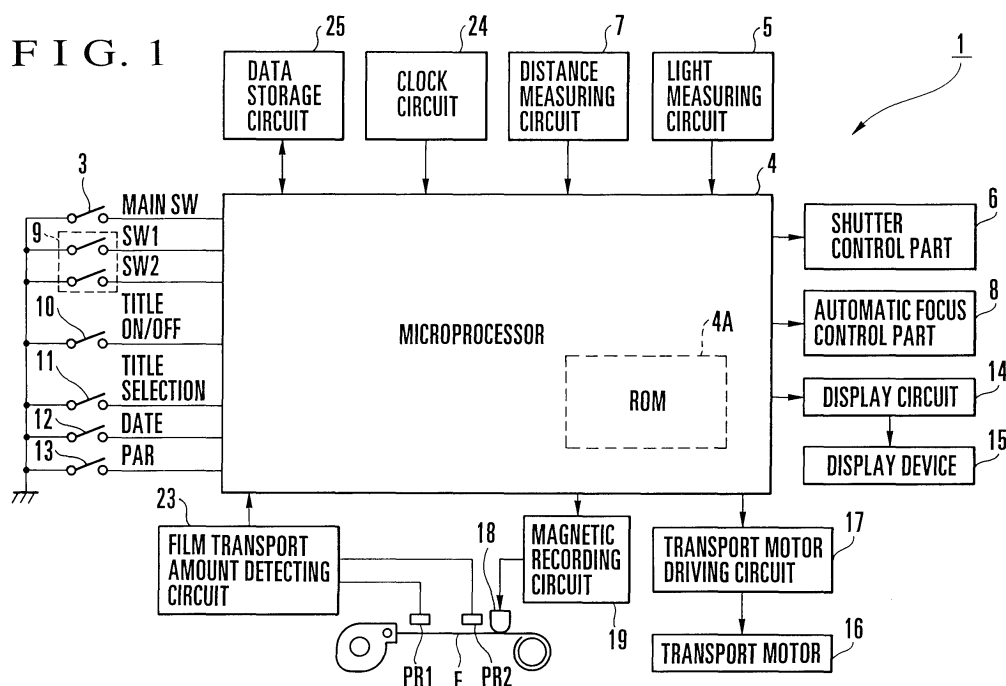 FIG. 1
25
24
7
5
1
DATA
STORAGE
CIRCUIT
CLOCK
CIRCUIT
DISTANCE
MEASURING
CIRCUIT
LIGHT
MEASURING
CIRCUIT
4
3
MAIN SW
9
SW1
SW2
10
TITLE
ON/OFF
11
TITLE
SELECTION
12
DATE
13
PAR
MICROPROCESSOR
4A
ROM
6
SHUTTER
CONTROL PART
8
AUTOMATIC FOCUS
CONTROL PART
14
DISPLAY CIRCUIT
15
DISPLAY DEVICE
23
FILM TRANSPORT
AMOUNT DETECTING
CIRCUIT
18
MAGNETIC
RECORDING
CIRCUIT
19
17
TRANSPORT MOTOR
DRIVING CIRCUIT
16
TRANSPORT MOTOR
PR1
F
PR2